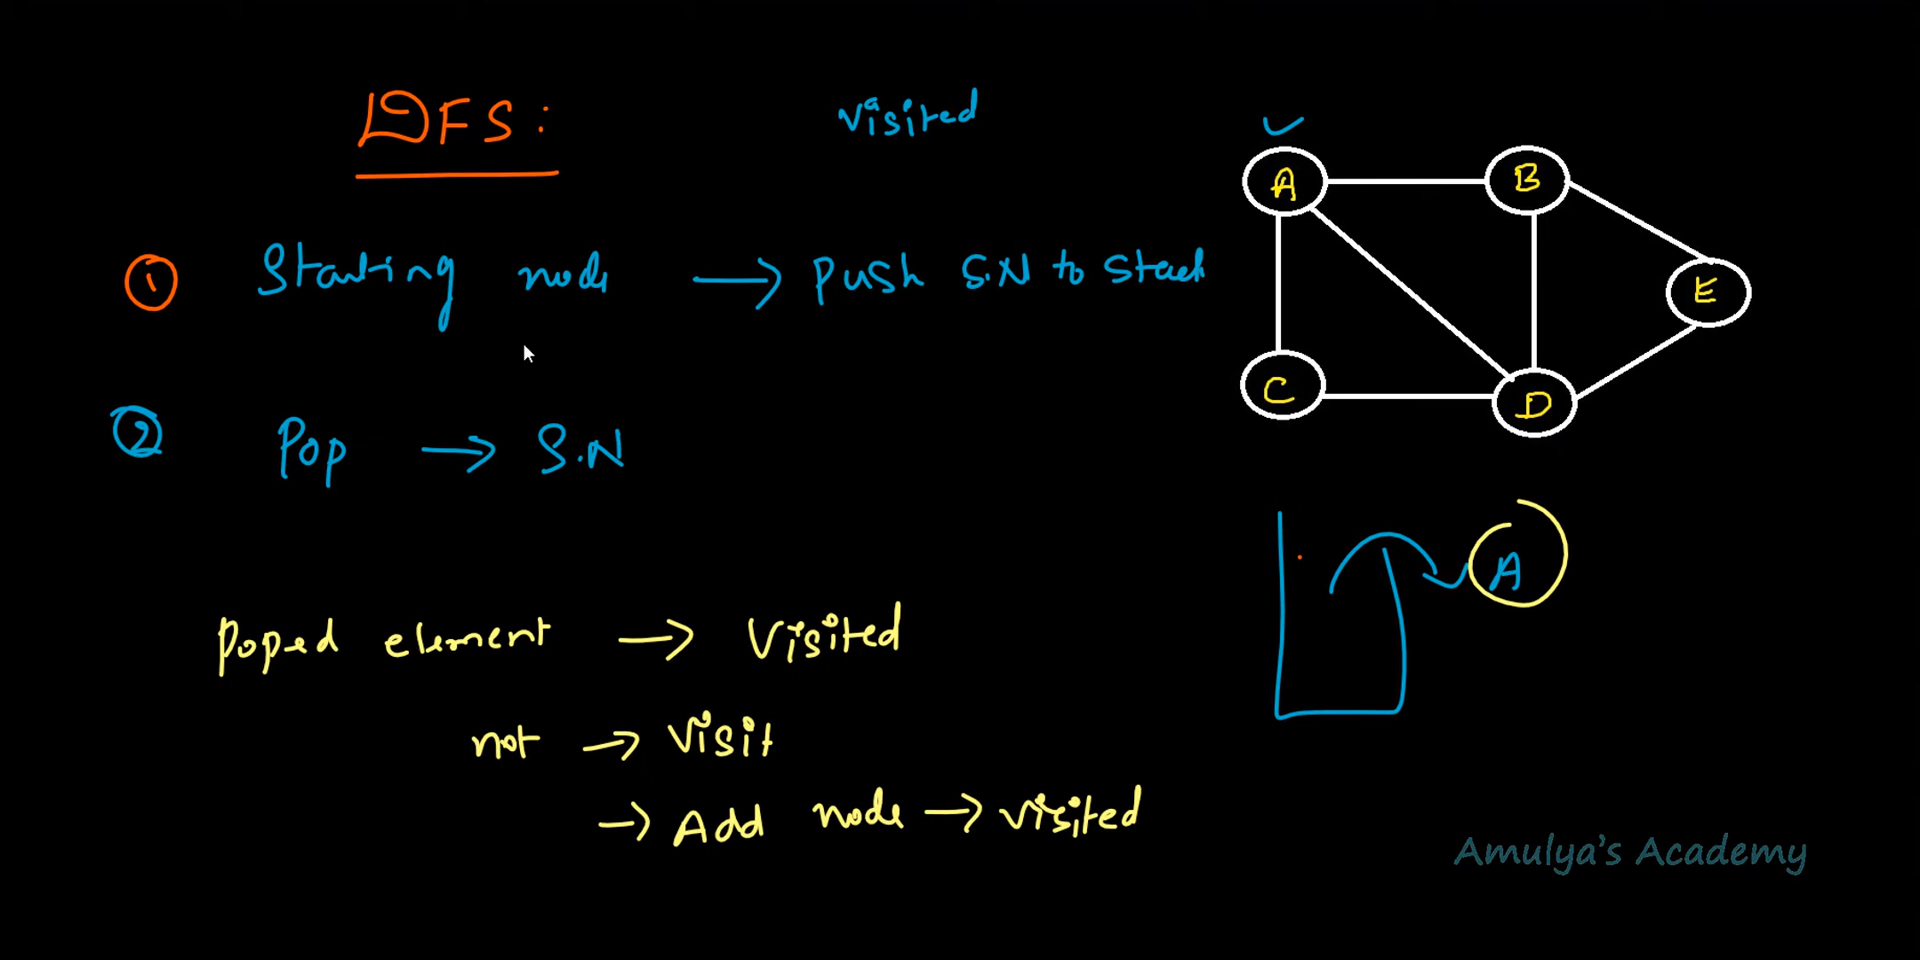 DFS:
visited
① Starting node → Push S.N to Stack
② Pop → S.N
Poped element → Visited
not → Visit
→ Add node → visited
A
B
E
C
D
A
Amulya's Academy